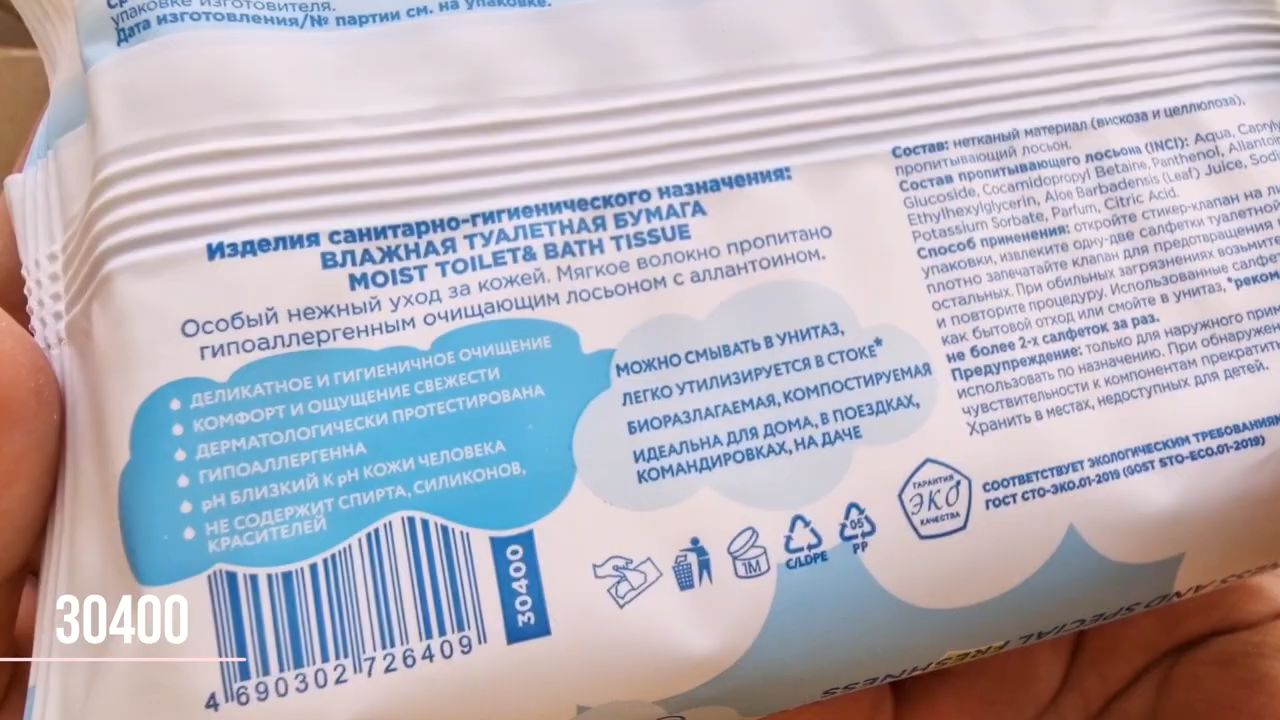 упаковке изготовителя.
Дата изготовления/№ партии см. на упаковке.
Изделия санитарно-гигиенического назначения:
ВЛАЖНАЯ ТУАЛЕТНАЯ БУМАГА
MOIST TOILET& BATH TISSUE
Особый нежный уход за кожей. Мягкое волокно пропитано
гипоаллергенным очищающим лосьоном с аллантоином.
ДЕЛИКАТНОЕ И ГИГИЕНИЧНОЕ ОЧИЩЕНИЕ
КОМФОРТ И ОЩУЩЕНИЕ СВЕЖЕСТИ
ДЕРМАТОЛОГИЧЕСКИ ПРОТЕСТИРОВАНА
ГИПОАЛЛЕРГЕННА
pH БЛИЗКИЙ К pH КОЖИ ЧЕЛОВЕКА
НЕ СОДЕРЖИТ СПИРТА, СИЛИКОНОВ,
КРАСИТЕЛЕЙ
МОЖНО СМЫВАТЬ В УНИТАЗ,
ЛЕГКО УТИЛИЗИРУЕТСЯ В СТОКЕ*
БИОРАЗЛАГАЕМАЯ, КОМПОСТИРУЕМАЯ
ИДЕАЛЬНА ДЛЯ ДОМА, В ПОЕЗДКАХ,
КОМАНДИРОВКАХ, НА ДАЧЕ
Состав: нетканый материал (вискоза и целлюлоза),
пропитывающий лосьон.
Состав пропитывающего лосьона (INCI): Aqua, Capryly
Glucoside, Cocamidopropyl Betaine, Panthenol, Allantoin
Ethylhexylglycerin, Aloe Barbadensis (Leaf) Juice, Sodi
Potassium Sorbate, Parfum, Citric Acid.
Способ применения: откройте стикер-клапан на ли
упаковки, извлеките одну-две салфетки туалетной
плотно запечатайте клапан для предотвращения
остальных. При обильных загрязнениях возьмите
и повторите процедуру. Использованные салфет
как бытовой отход или смойте в унитаз, *реком
не более 2-х салфеток за раз.
Предупреждение: только для наружного прим
использовать по назначению. При обнаружен
чувствительности к компонентам прекратит
Хранить в местах, недоступных для детей.
ГАРАНТИЯ
ЭКО
КАЧЕСТВА
СООТВЕТСТВУЕТ ЭКОЛОГИЧЕСКИМ ТРЕБОВАНИЯМ
ГОСТ СТО-ЭКО.01-2019 (GOST STO-ECO.01-2019)
1M
C/LDPE
05
PP
30400
4 690302 726409
30400
AND SPECIAL FRESHNESS